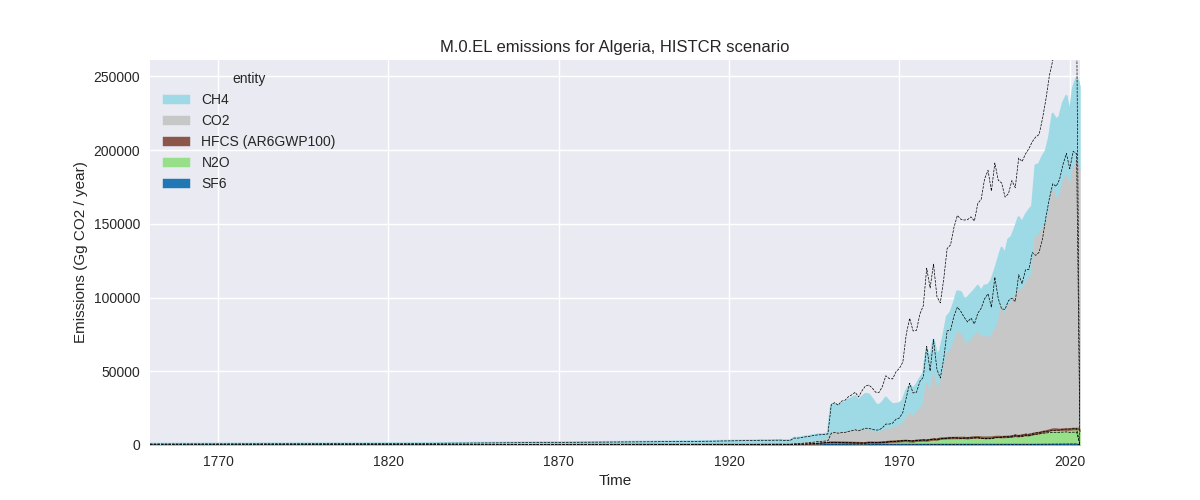 M.0.EL emissions for Algeria, HISTCR scenario
Emissions (Gg CO2 / year)
250000
200000
150000
100000
50000
0
entity
CH4
CO2
HFCS (AR6GWP100)
N2O
SF6
1770
1820
1870
1920
1970
2020
Time